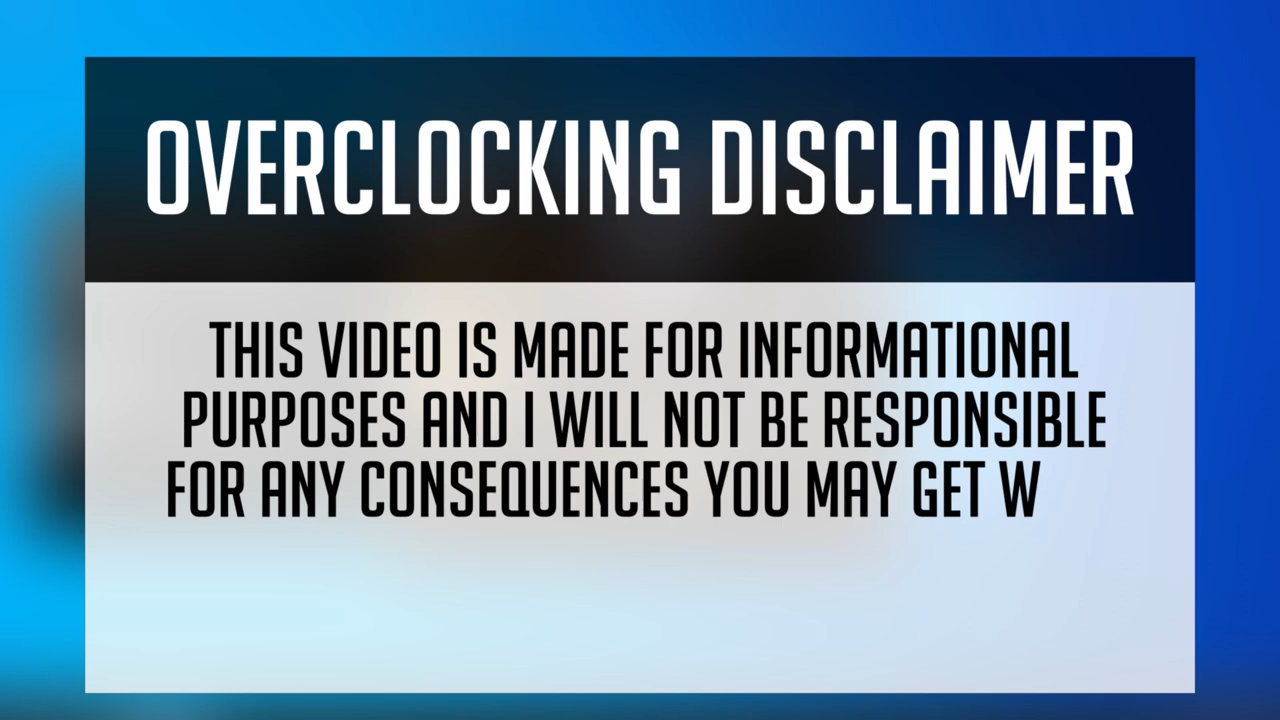 OVERCLOCKING DISCLAIMER
THIS VIDEO IS MADE FOR INFORMATIONAL
PURPOSES AND I WILL NOT BE RESPONSIBLE
FOR ANY CONSEQUENCES YOU MAY GET W